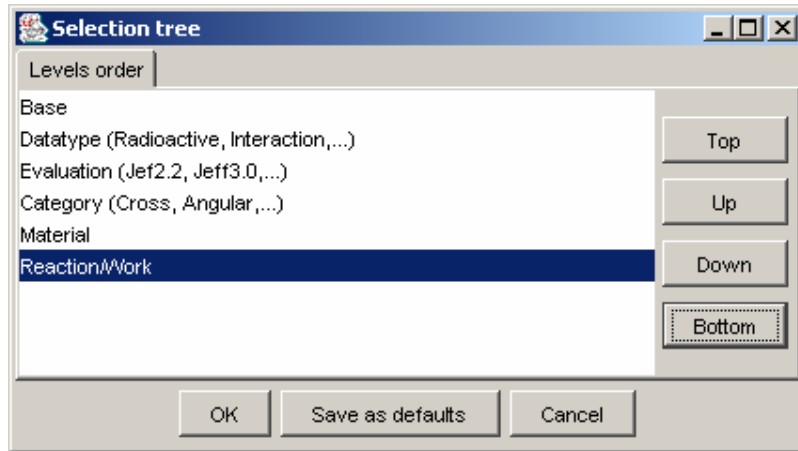 Selection tree
Levels order
Base
Datatype (Radioactive, Interaction,...)
Evaluation (Jef2.2, Jeff3.0,...)
Category (Cross, Angular,...)
Material
Reaction/Work
Top
Up
Down
Bottom
OK
Save as defaults
Cancel